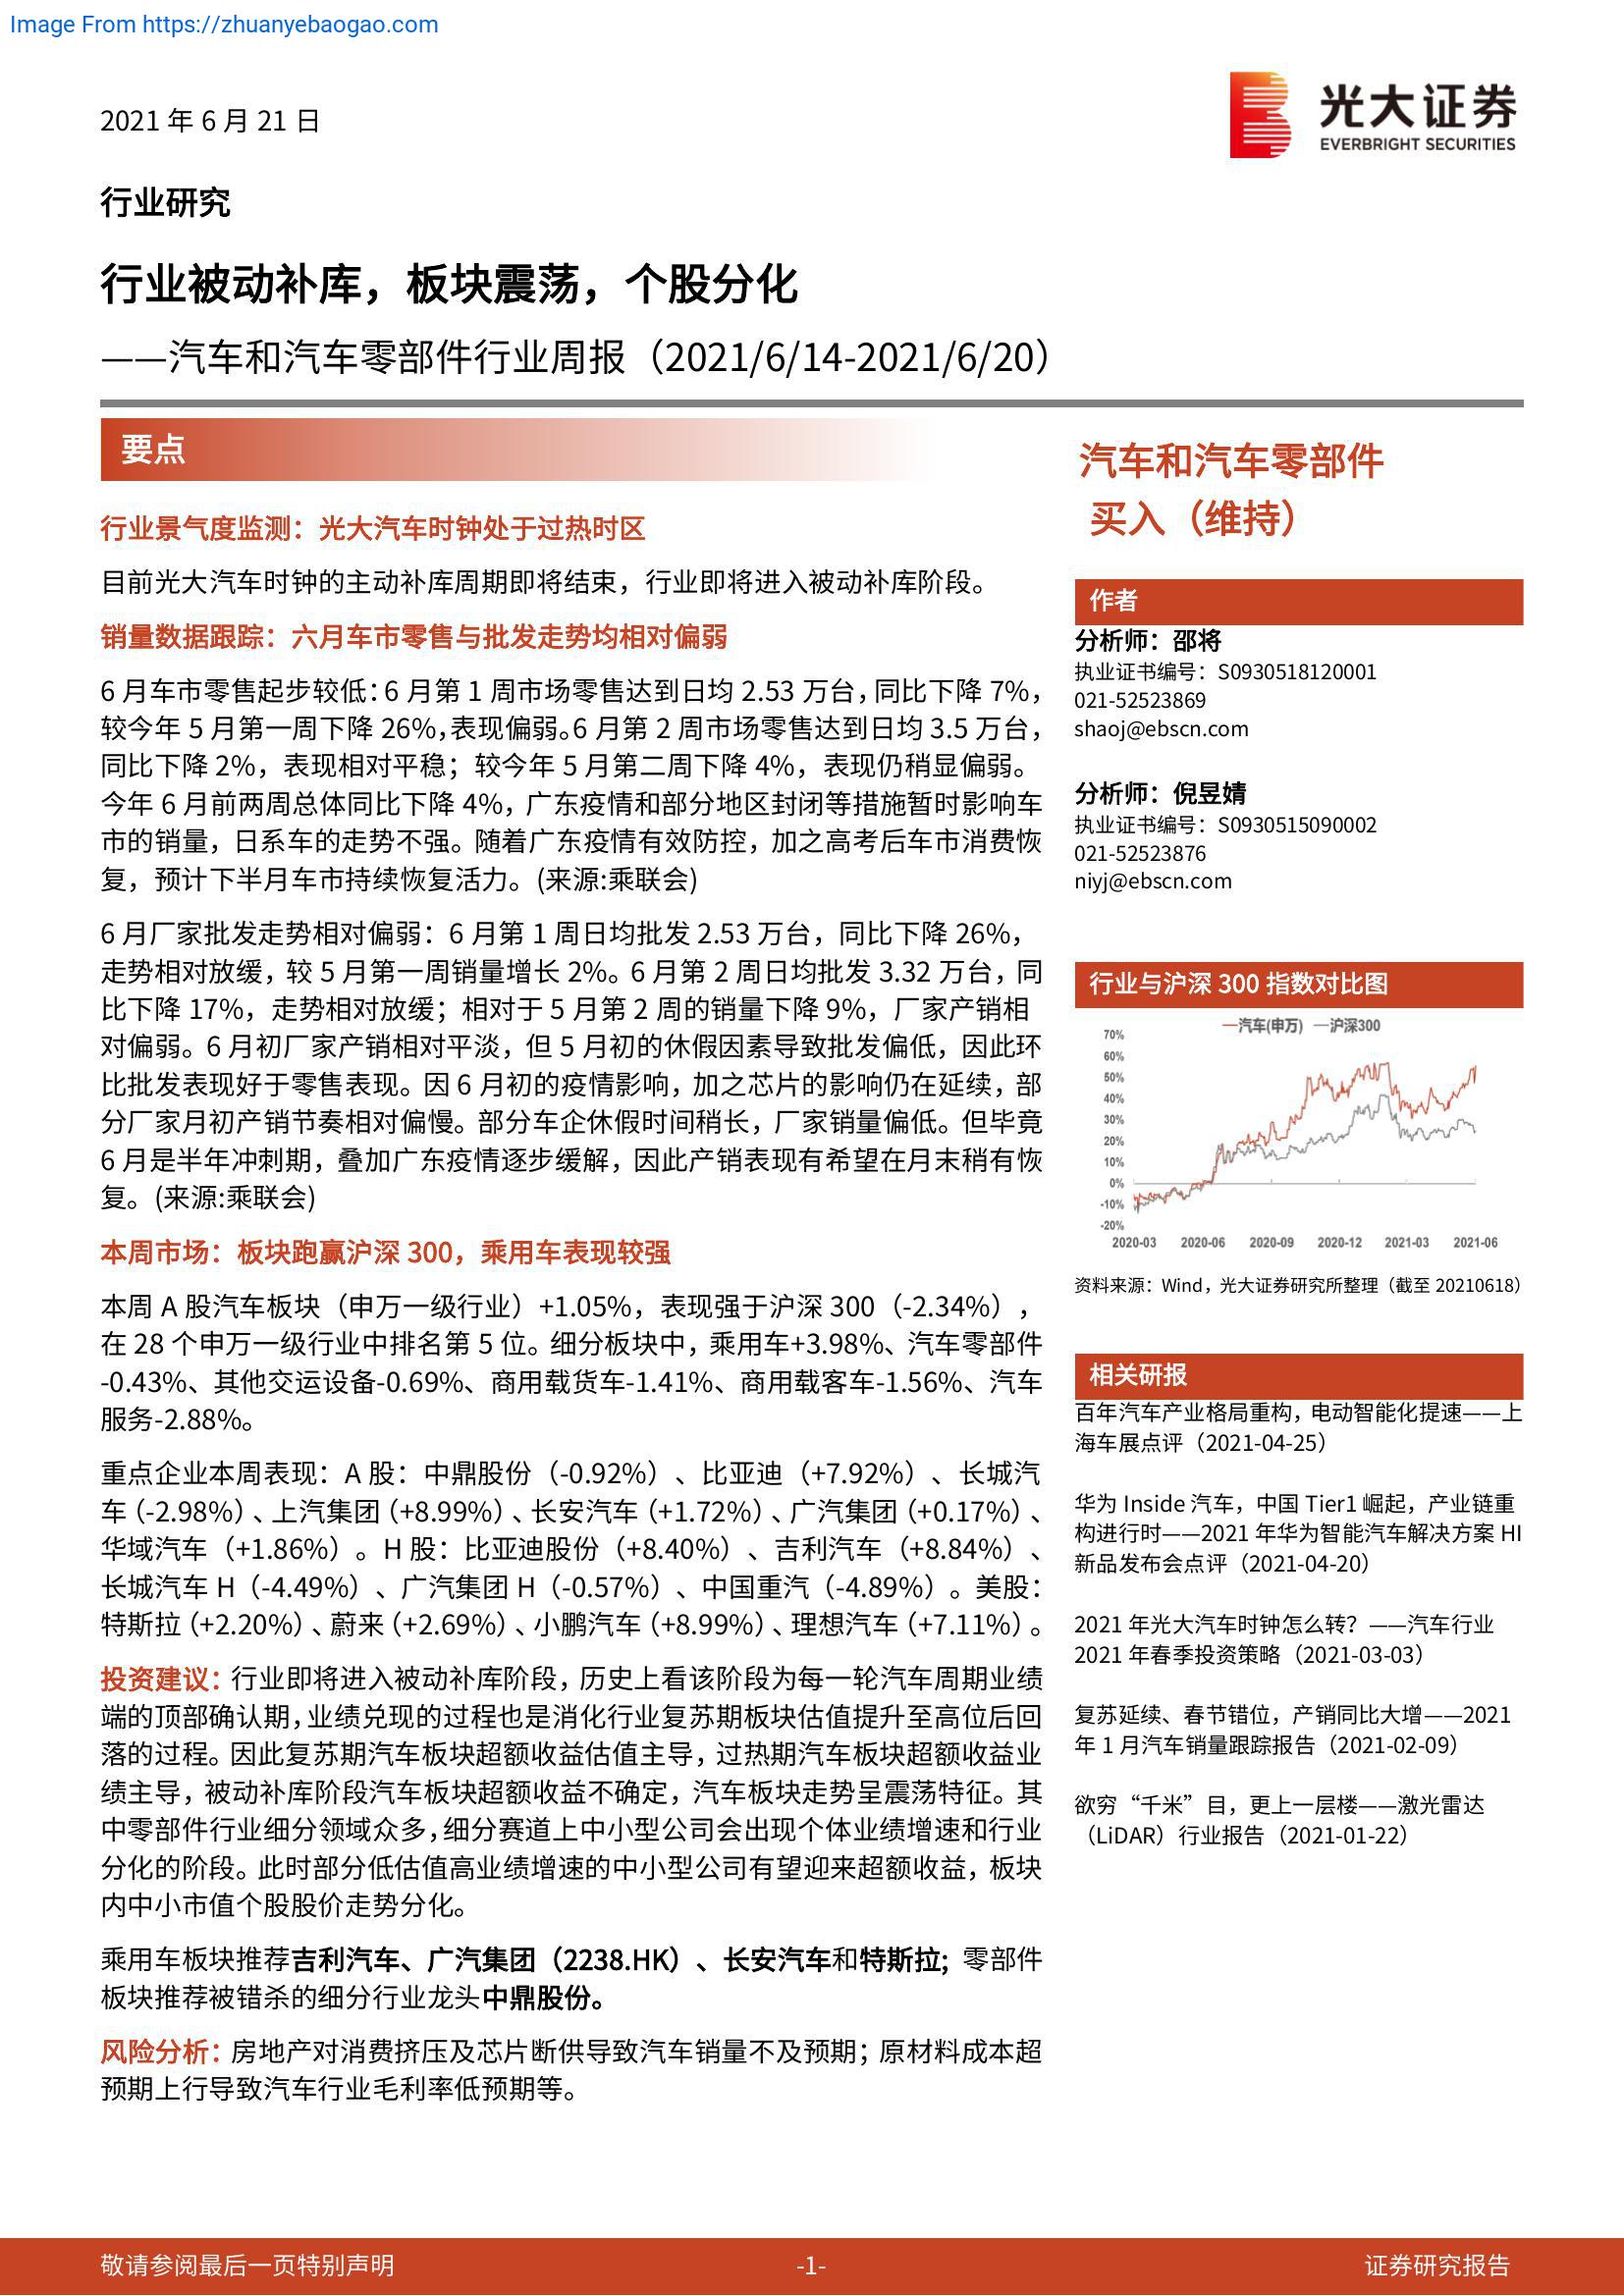 Image From https://zhuanyebaogao.com
2021 年 6 月 21 日
光大证券
EVERBRIGHT SECURITIES
行业研究
行业被动补库，板块震荡，个股分化
——汽车和汽车零部件行业周报（2021/6/14-2021/6/20）
要点
行业景气度监测：光大汽车时钟处于过热时区
目前光大汽车时钟的主动补库周期即将结束，行业即将进入被动补库阶段。
销量数据跟踪：六月车市零售与批发走势均相对偏弱
6 月车市零售起步较低：6 月第 1 周市场零售达到日均 2.53 万台，同比下降 7%，
较今年 5 月第一周下降 26%，表现偏弱。6 月第 2 周市场零售达到日均 3.5 万台，
同比下降 2%，表现相对平稳；较今年 5 月第二周下降 4%，表现仍稍显偏弱。
今年 6 月前两周总体同比下降 4%，广东疫情和部分地区封闭等措施暂时影响车
市的销量，日系车的走势不强。随着广东疫情有效防控，加之高考后车市消费恢
复，预计下半月车市持续恢复活力。(来源:乘联会)
6 月厂家批发走势相对偏弱：6 月第 1 周日均批发 2.53 万台，同比下降 26%，
走势相对放缓，较 5 月第一周销量增长 2%。6 月第 2 周日均批发 3.32 万台，同
比下降 17%，走势相对放缓；相对于 5 月第 2 周的销量下降 9%，厂家产销相
对偏弱。6 月初厂家产销相对平淡，但 5 月初的休假因素导致批发偏低，因此环
比批发表现好于零售表现。因 6 月初的疫情影响，加之芯片的影响仍在延续，部
分厂家月初产销节奏相对偏慢。部分车企休假时间稍长，厂家销量偏低。但毕竟
6 月是半年冲刺期，叠加广东疫情逐步缓解，因此产销表现有希望在月末稍有恢
复。(来源:乘联会)
本周市场：板块跑赢沪深 300，乘用车表现较强
本周 A 股汽车板块（申万一级行业）+1.05%，表现强于沪深 300（-2.34%），
在 28 个申万一级行业中排名第 5 位。细分板块中，乘用车+3.98%、汽车零部件
-0.43%、其他交运设备-0.69%、商用载货车-1.41%、商用载客车-1.56%、汽车
服务-2.88%。
重点企业本周表现：A 股：中鼎股份（-0.92%）、比亚迪（+7.92%）、长城汽
车（-2.98%）、上汽集团（+8.99%）、长安汽车（+1.72%）、广汽集团（+0.17%）、
华域汽车（+1.86%）。H 股：比亚迪股份（+8.40%）、吉利汽车（+8.84%）、
长城汽车 H（-4.49%）、广汽集团 H（-0.57%）、中国重汽（-4.89%）。美股：
特斯拉（+2.20%）、蔚来（+2.69%）、小鹏汽车（+8.99%）、理想汽车（+7.11%）。
投资建议：行业即将进入被动补库阶段，历史上看该阶段为每一轮汽车周期业绩
端的顶部确认期，业绩兑现的过程也是消化行业复苏期板块估值提升至高位后回
落的过程。因此复苏期汽车板块超额收益估值主导，过热期汽车板块超额收益业
绩主导，被动补库阶段汽车板块超额收益不确定，汽车板块走势呈震荡特征。其
中零部件行业细分领域众多，细分赛道上中小型公司会出现个体业绩增速和行业
分化的阶段。此时部分低估值高业绩增速的中小型公司有望迎来超额收益，板块
内中小市值个股股价走势分化。
乘用车板块推荐吉利汽车、广汽集团（2238.HK）、长安汽车和特斯拉; 零部件
板块推荐被错杀的细分行业龙头中鼎股份。
风险分析：房地产对消费挤压及芯片断供导致汽车销量不及预期；原材料成本超
预期上行导致汽车行业毛利率低预期等。
汽车和汽车零部件
买入（维持）
作者
分析师：邵将
执业证书编号：S0930518120001
021-52523869
shaoj@ebscn.com
分析师：倪昱婧
执业证书编号：S0930515090002
021-52523876
niyj@ebscn.com
行业与沪深 300 指数对比图
汽车(申万) 沪深300
70%
60%
50%
40%
30%
20%
10%
0%
-10%
-20%
2020-03 2020-06 2020-09 2020-12 2021-03 2021-06
资料来源：Wind，光大证券研究所整理（截至 20210618）
相关研报
百年汽车产业格局重构，电动智能化提速——上
海车展点评（2021-04-25）
华为 Inside 汽车，中国 Tier1 崛起，产业链重
构进行时——2021 年华为智能汽车解决方案 HI
新品发布会点评（2021-04-20）
2021 年光大汽车时钟怎么转？——汽车行业
2021 年春季投资策略（2021-03-03）
复苏延续、春节错位，产销同比大增——2021
年 1 月汽车销量跟踪报告（2021-02-09）
欲穷“千米”目，更上一层楼——激光雷达
（LiDAR）行业报告（2021-01-22）
敬请参阅最后一页特别声明
-1-
证券研究报告